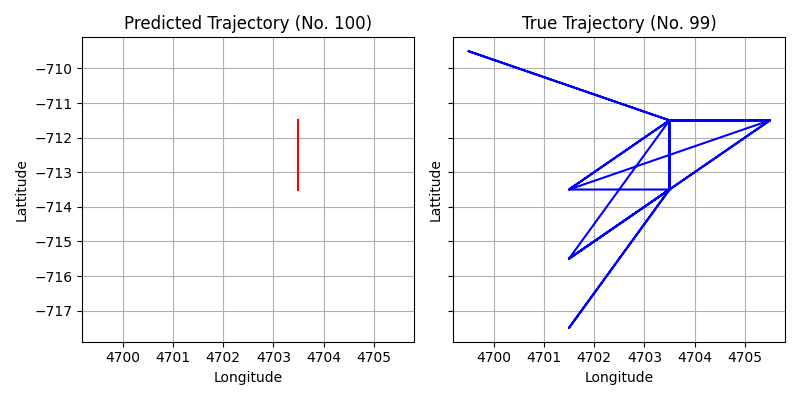 Predicted Trajectory (No. 100)
−710
−711
−712
−713
−714
−715
−716
−717
Lattitude
4700 4701 4702 4703 4704 4705
Longitude
True Trajectory (No. 99)
Lattitude
4700 4701 4702 4703 4704 4705
Longitude